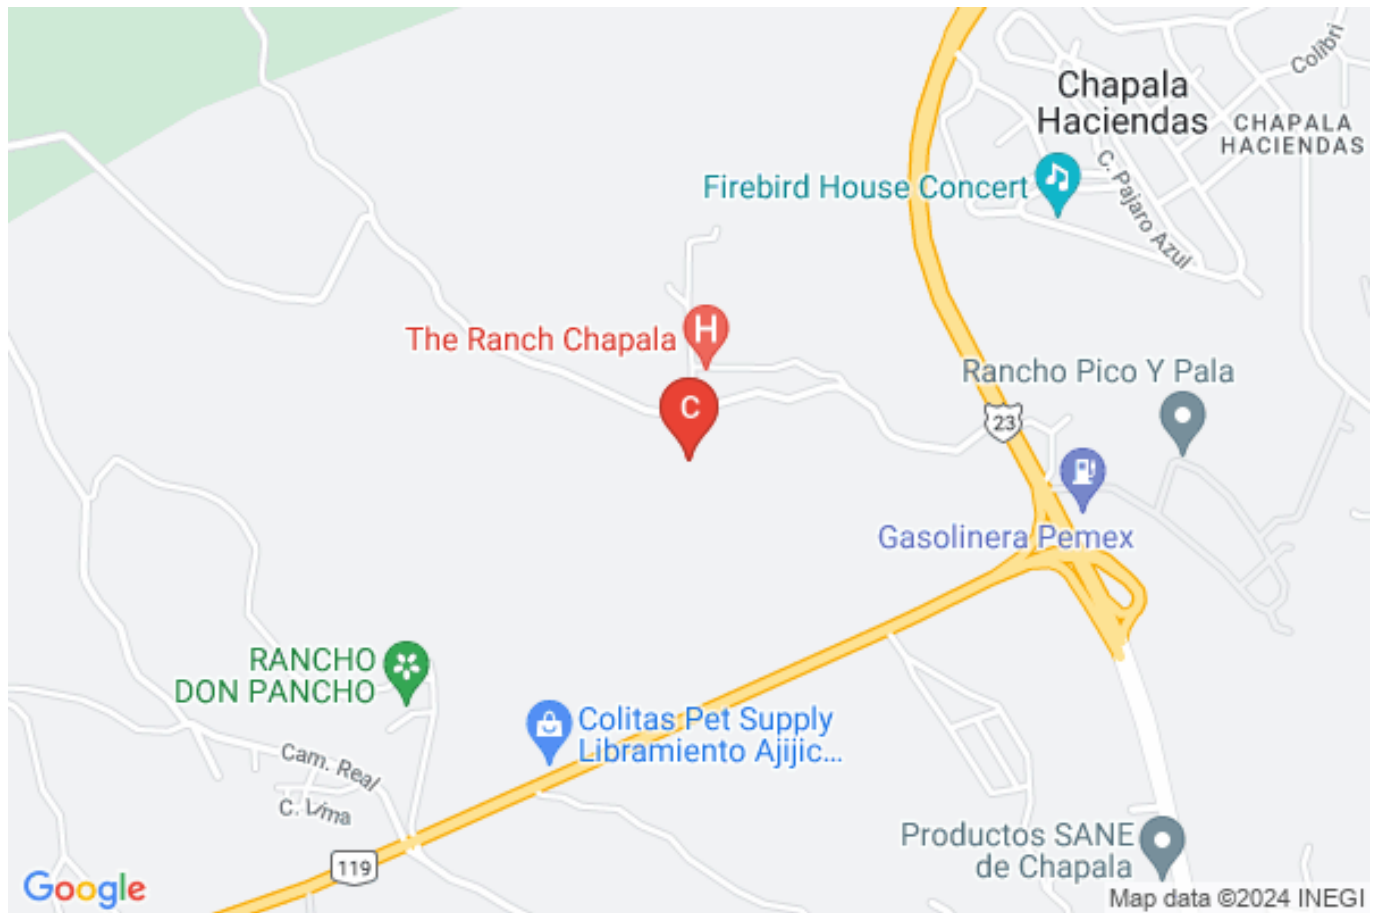 Colibrí
Chapala
Haciendas
CHAPALA
HACIENDAS
C. Pajaro Azul
Firebird House Concert
The Ranch Chapala
H
C
Rancho Pico Y Pala
23
Gasolinera Pemex
RANCHO
DON PANCHO
Colitas Pet Supply
Libramiento Ajijic...
Cam. Real
C. Lima
119
Productos SANE
de Chapala
Google
Map data ©2024 INEGI